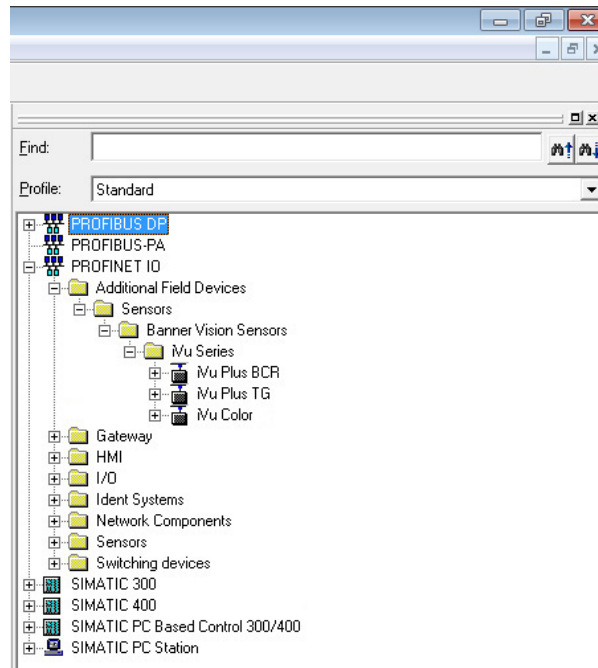 Find:
Profile: Standard
PROFIBUS DP
PROFIBUS-PA
PROFINET IO
Additional Field Devices
Sensors
Banner Vision Sensors
iVu Series
iVu Plus BCR
iVu Plus TG
iVu Color
Gateway
HMI
I/O
Ident Systems
Network Components
Sensors
Switching devices
SIMATIC 300
SIMATIC 400
SIMATIC PC Based Control 300/400
SIMATIC PC Station